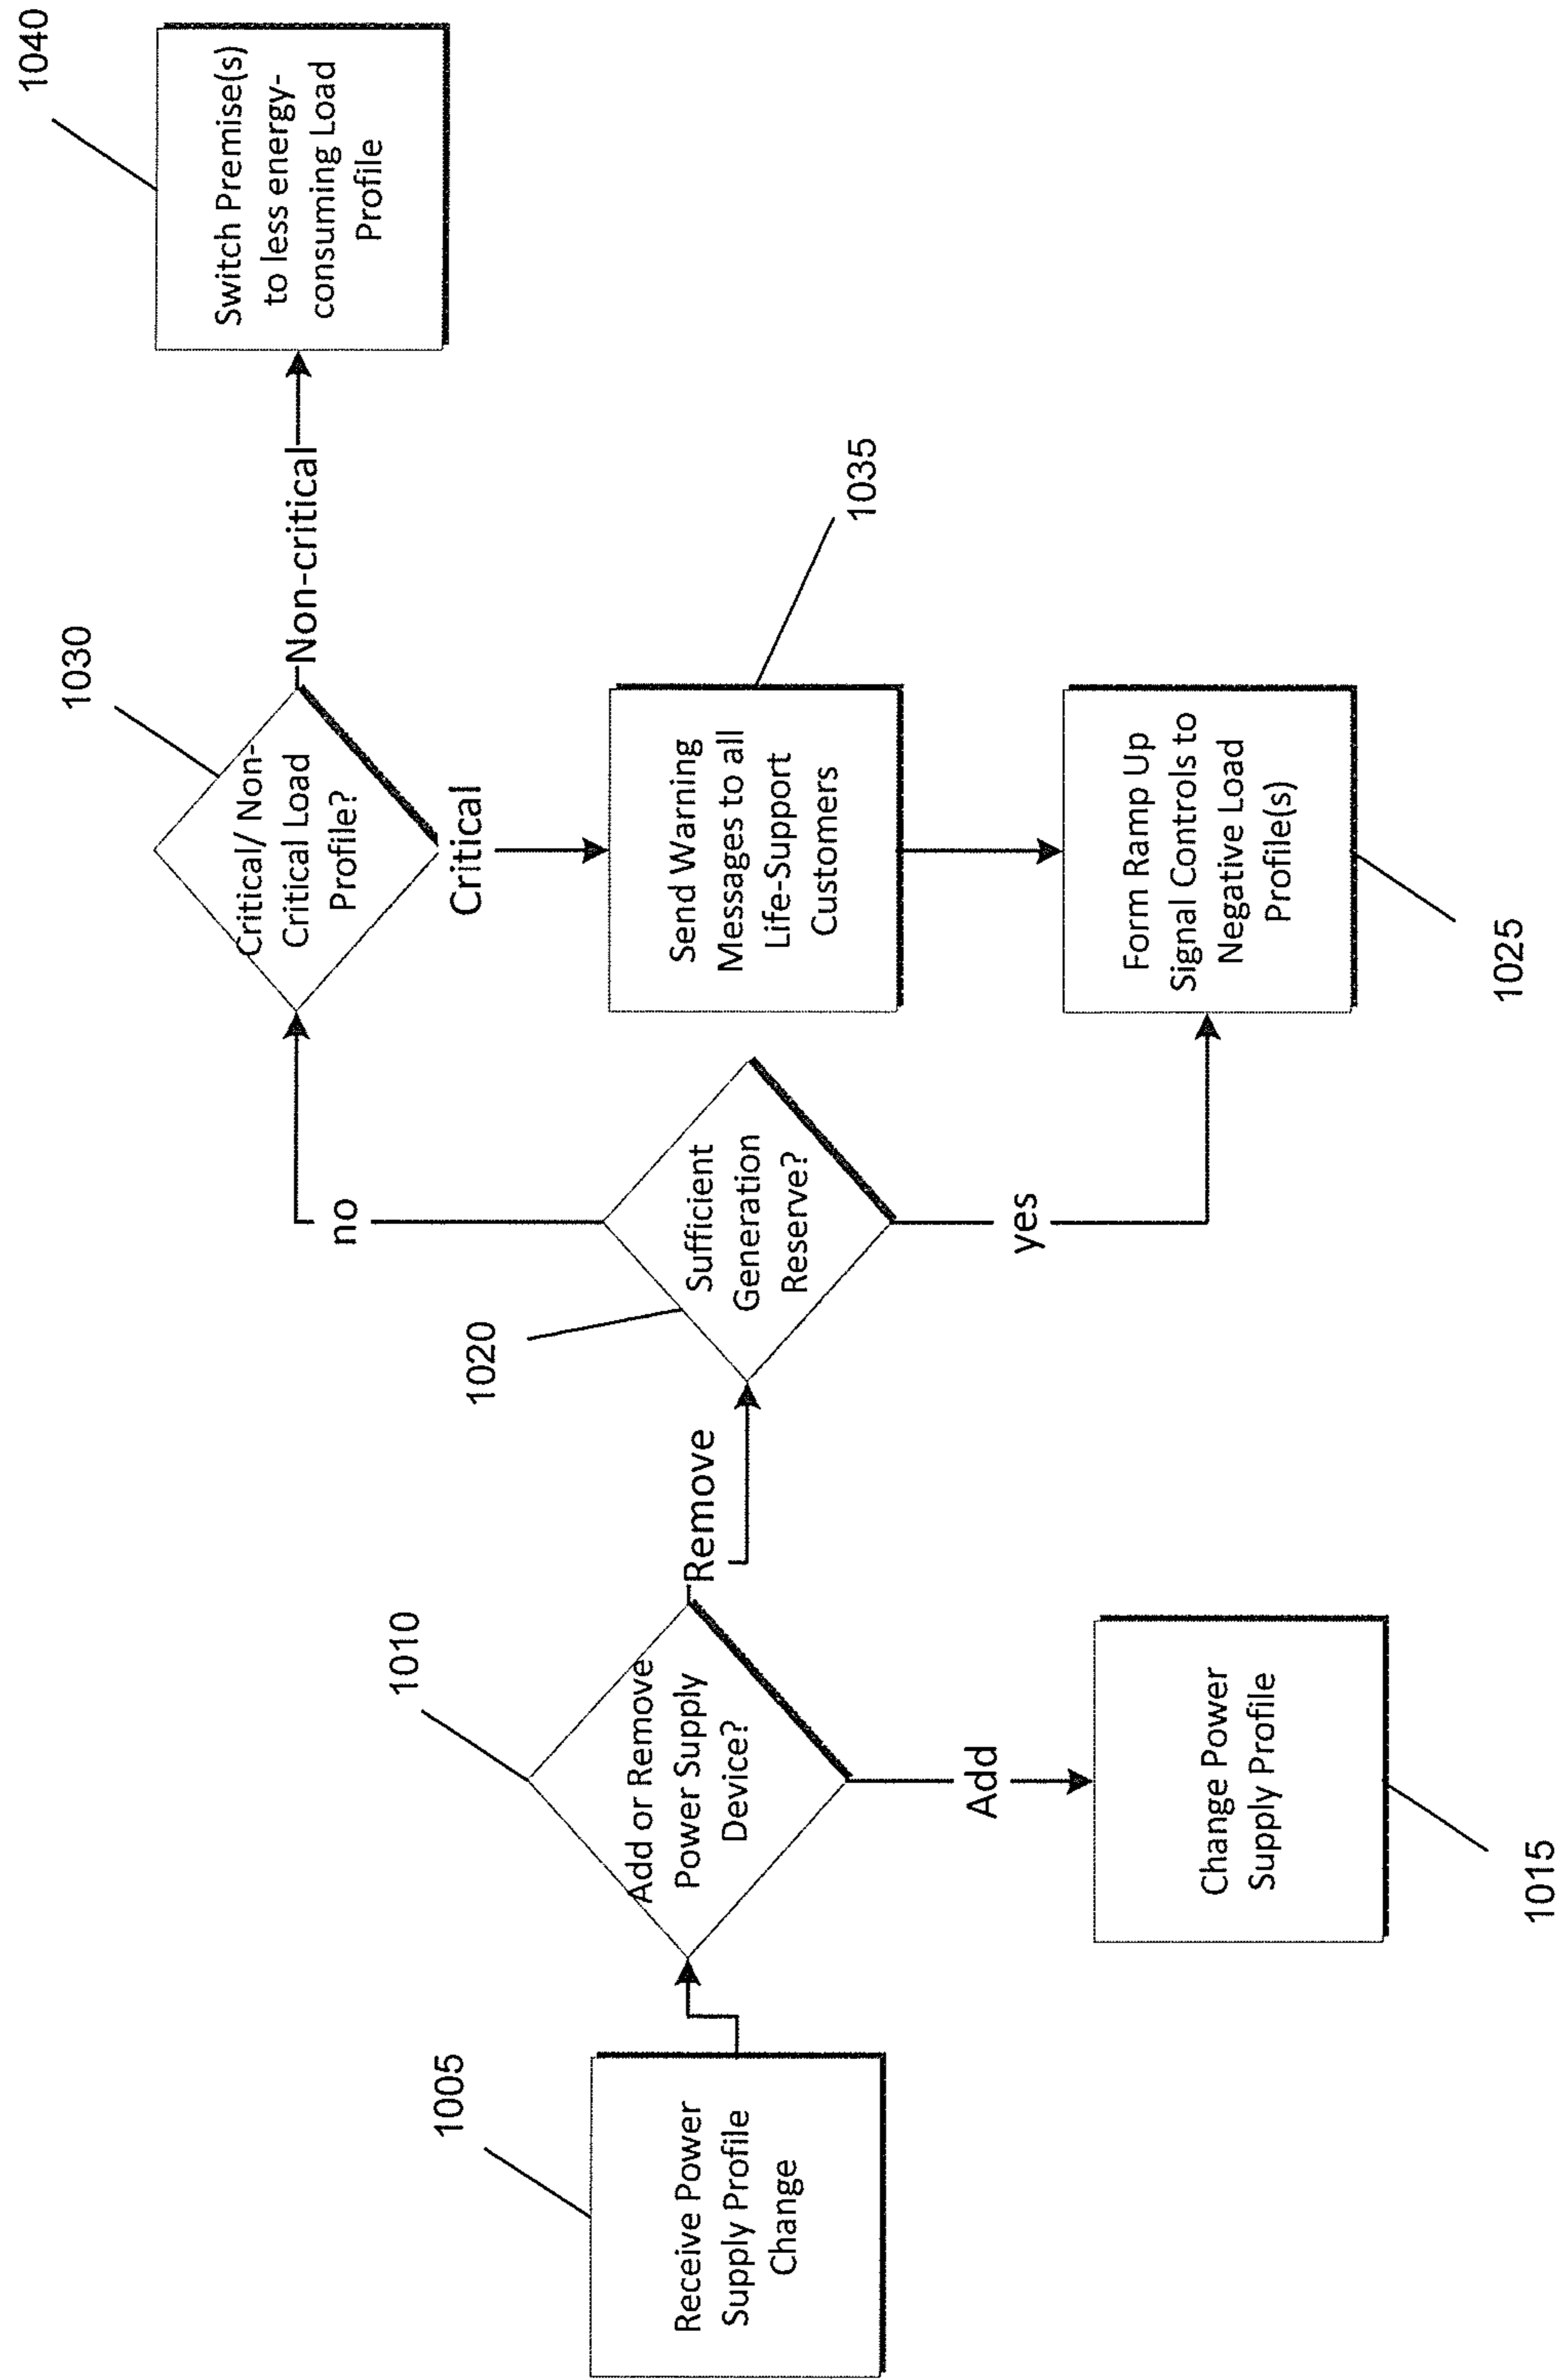 1005
Receive Power
Supply Profile
Change
1010
Add or Remove
Power Supply
Device?
Add
1015
Change Power
Supply Profile
Remove
1020
Sufficient
Generation
Reserve?
no
yes
1030
Critical/ Non-
Critical Load
Profile?
Critical
Non-critical
1035
Send Warning
Messages to all
Life-Support
Customers
1025
Form Ramp Up
Signal Controls to
Negative Load
Profile(s)
1040
Switch Premise(s)
to less energy-
consuming Load
Profile